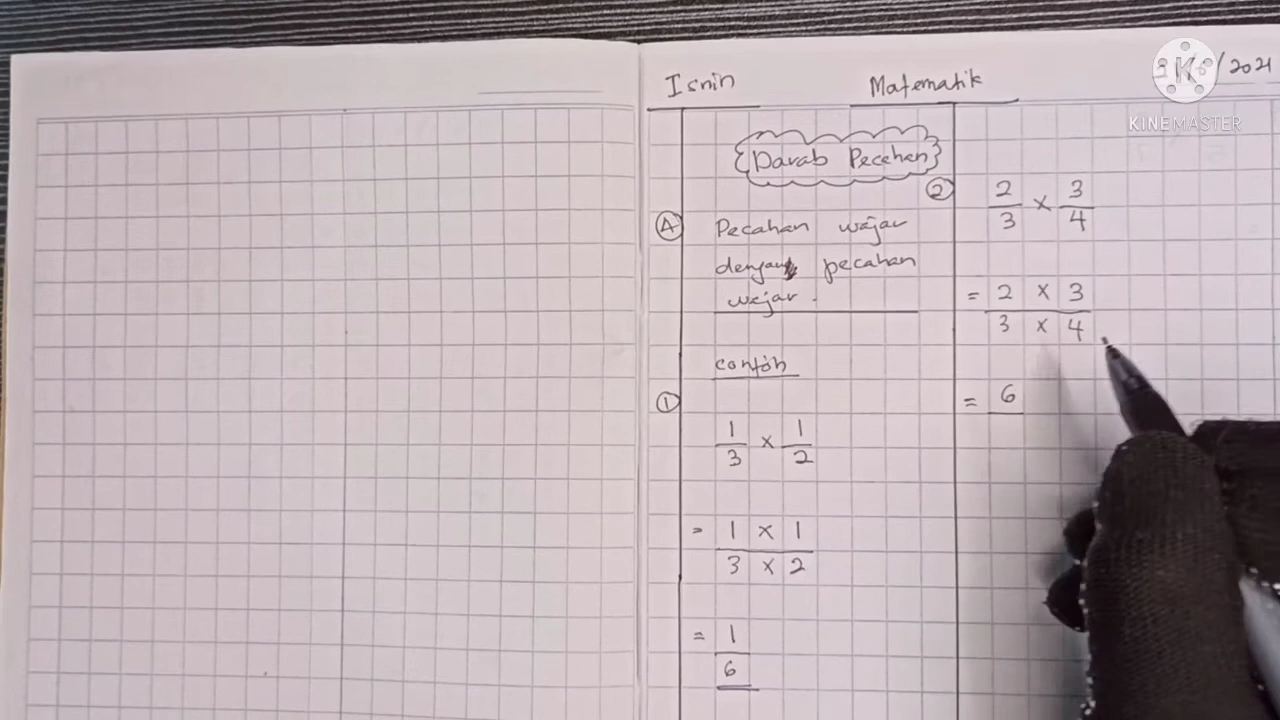 Isnin
Matematik
/2021
K
KINEMASTER
Darab Pecahan
A Pecahan wajar
dengan pecahan
wajar.
contoh
1
1/3 x 1/2
= 1 x 1 / 3 x 2
= 1/6
2
2/3 x 3/4
= 2 x 3 / 3 x 4
= 6